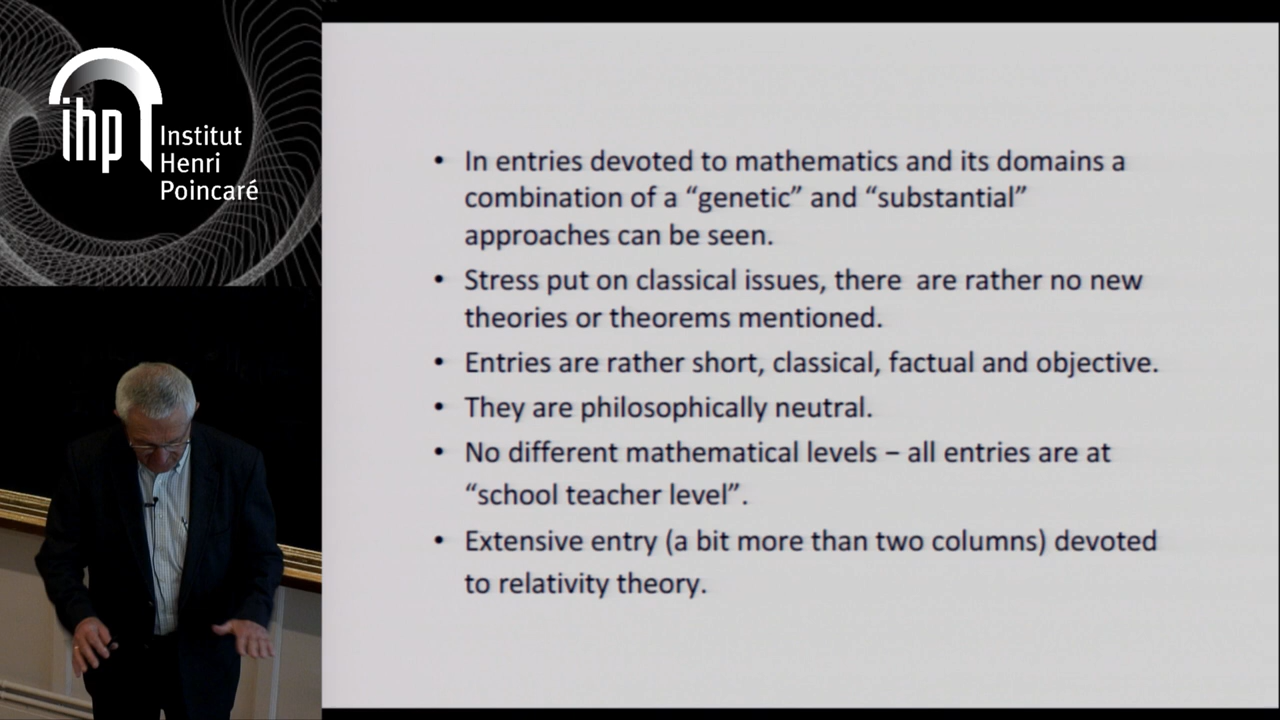 ihp
Institut
Henri
Poincaré
• In entries devoted to mathematics and its domains a
combination of a “genetic” and “substantial”
approaches can be seen.
• Stress put on classical issues, there are rather no new
theories or theorems mentioned.
• Entries are rather short, classical, factual and objective.
• They are philosophically neutral.
• No different mathematical levels – all entries are at
“school teacher level”.
• Extensive entry (a bit more than two columns) devoted
to relativity theory.